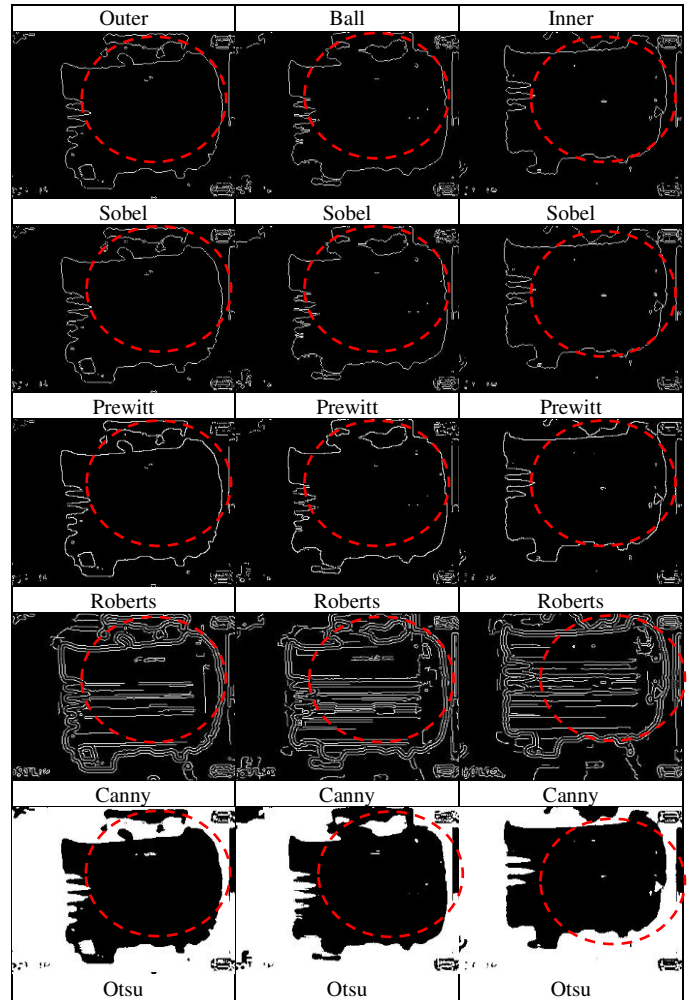 Outer Ball Inner
Sobel Sobel Sobel
Prewitt Prewitt Prewitt
Roberts Roberts Roberts
Canny Canny Canny
Otsu Otsu Otsu